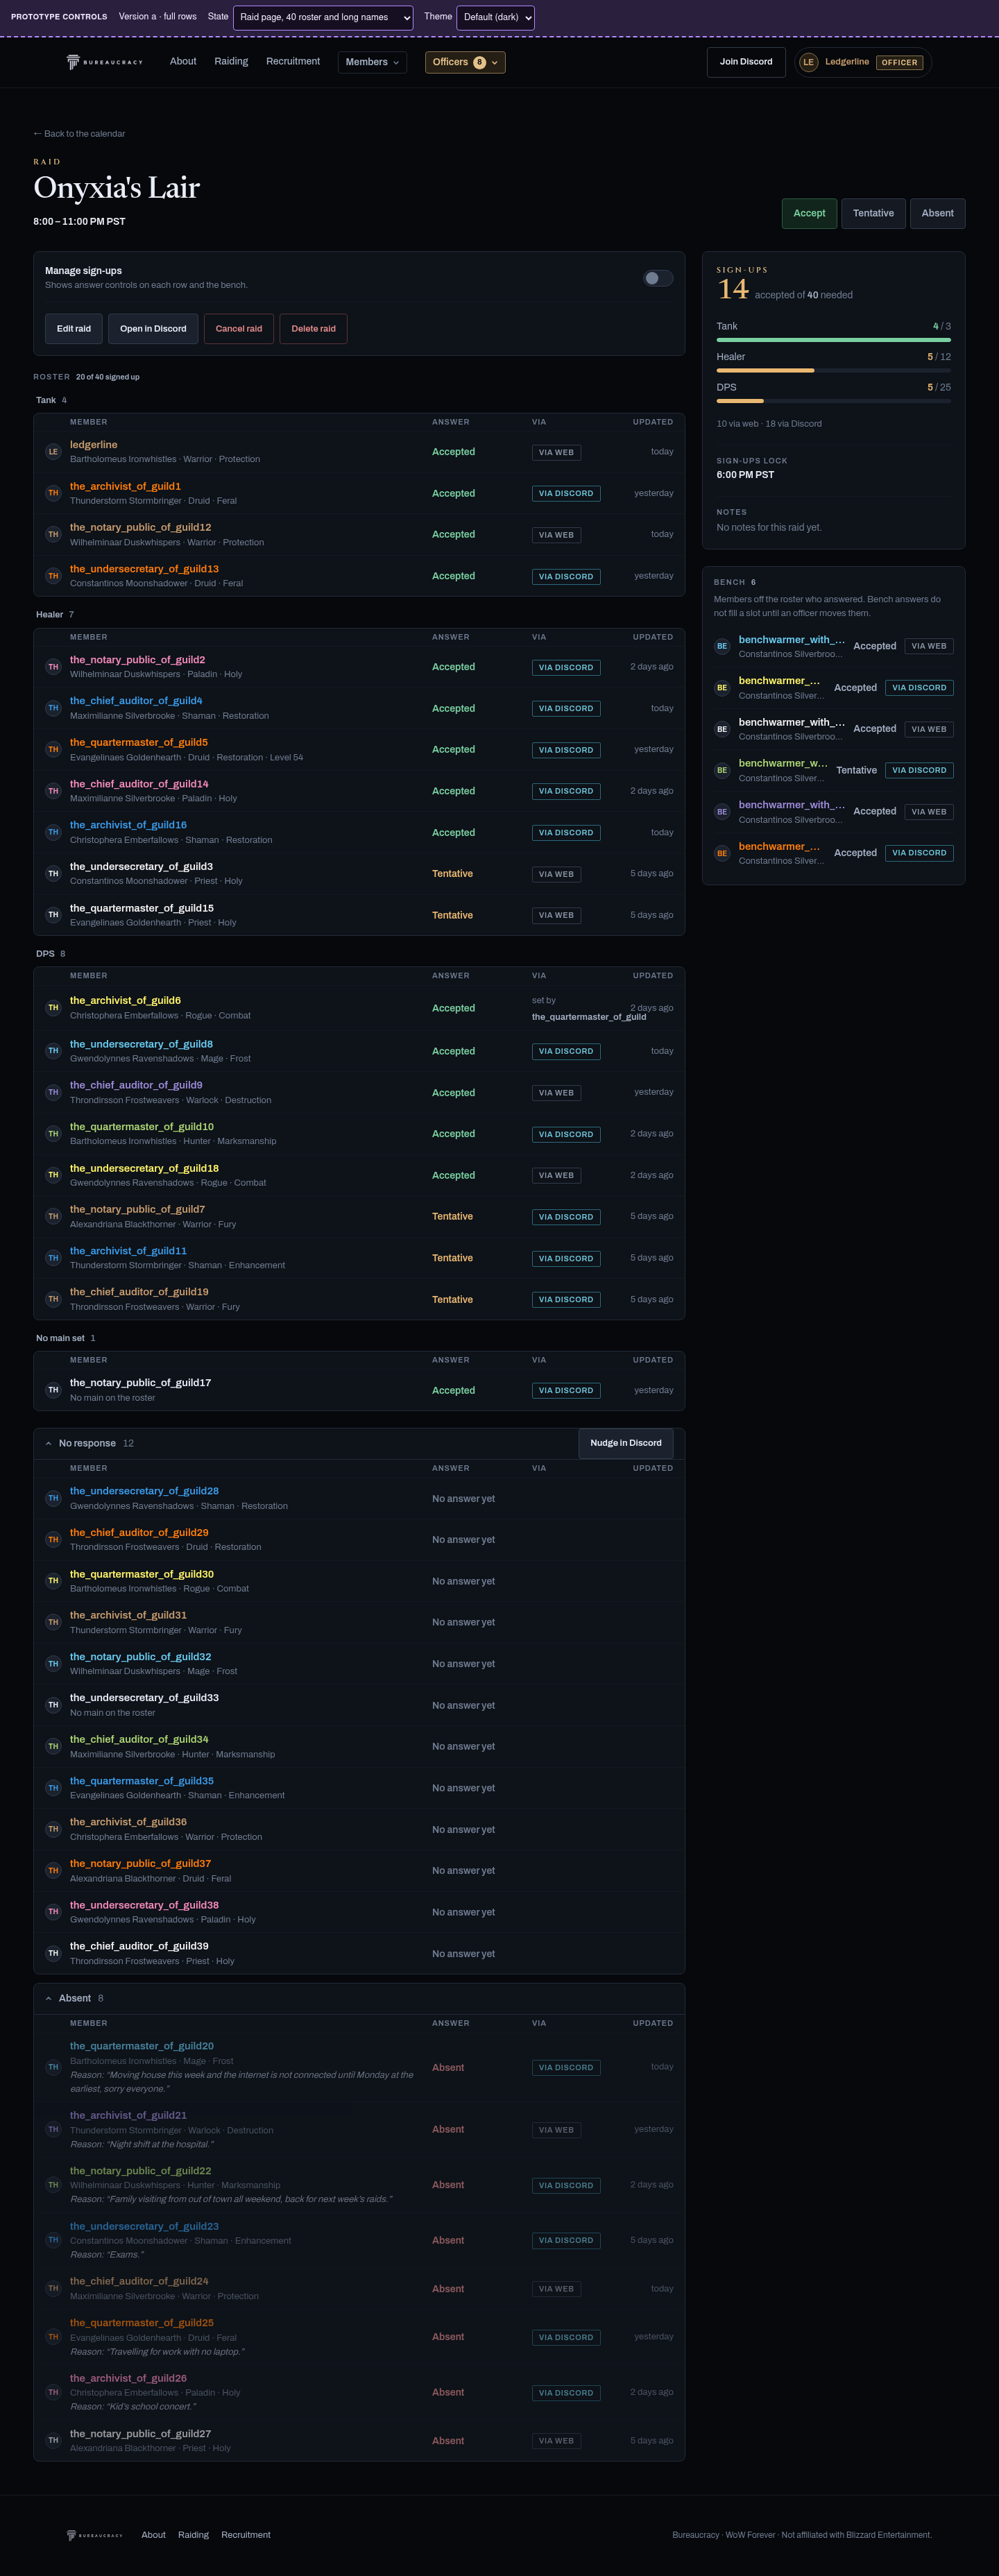 PROTOTYPE CONTROLS Version a · full rows State Raid page, 40 roster and long names Theme Default (dark)
BUREAUCRACY About Raiding Recruitment Members Officers 8 Join Discord LE Ledgerline OFFICER
← Back to the calendar
RAID
Onyxia's Lair
8:00 – 11:00 PM PST
Accept Tentative Absent
Manage sign-ups
Shows answer controls on each row and the bench.
Edit raid Open in Discord Cancel raid Delete raid
ROSTER 20 of 40 signed up
Tank 4
MEMBER ANSWER VIA UPDATED
LE ledgerline Accepted VIA WEB today
Bartholomeus Ironwhistles · Warrior · Protection
TH the_archivist_of_guild1 Accepted VIA DISCORD yesterday
Thunderstorm Stormbringer · Druid · Feral
TH the_notary_public_of_guild12 Accepted VIA WEB today
Wilhelminaar Duskwhispers · Warrior · Protection
TH the_undersecretary_of_guild13 Accepted VIA DISCORD yesterday
Constantinos Moonshadower · Druid · Feral
Healer 7
MEMBER ANSWER VIA UPDATED
TH the_notary_public_of_guild2 Accepted VIA DISCORD 2 days ago
Wilhelminaar Duskwhispers · Paladin · Holy
TH the_chief_auditor_of_guild4 Accepted VIA DISCORD today
Maximilianne Silverbrooke · Shaman · Restoration
TH the_quartermaster_of_guild5 Accepted VIA DISCORD yesterday
Evangelinaes Goldenhearth · Druid · Restoration · Level 54
TH the_chief_auditor_of_guild14 Accepted VIA DISCORD 2 days ago
Maximilianne Silverbrooke · Paladin · Holy
TH the_archivist_of_guild16 Accepted VIA DISCORD today
Christophera Emberfallows · Shaman · Restoration
TH the_undersecretary_of_guild3 Tentative VIA WEB 5 days ago
Constantinos Moonshadower · Priest · Holy
TH the_quartermaster_of_guild15 Tentative VIA WEB 5 days ago
Evangelinaes Goldenhearth · Priest · Holy
DPS 8
MEMBER ANSWER VIA UPDATED
TH the_archivist_of_guild6 Accepted set by the_quartermaster_of_guild 2 days ago
Christophera Emberfallows · Rogue · Combat
TH the_undersecretary_of_guild8 Accepted VIA DISCORD today
Gwendolynnes Ravenshadows · Mage · Frost
TH the_chief_auditor_of_guild9 Accepted VIA WEB yesterday
Throndirsson Frostweavers · Warlock · Destruction
TH the_quartermaster_of_guild10 Accepted VIA DISCORD 2 days ago
Bartholomeus Ironwhistles · Hunter · Marksmanship
TH the_undersecretary_of_guild18 Accepted VIA WEB 2 days ago
Gwendolynnes Ravenshadows · Rogue · Combat
TH the_notary_public_of_guild7 Tentative VIA DISCORD 5 days ago
Alexandriana Blackthorner · Warrior · Fury
TH the_archivist_of_guild11 Tentative VIA DISCORD 5 days ago
Thunderstorm Stormbringer · Shaman · Enhancement
TH the_chief_auditor_of_guild19 Tentative VIA DISCORD 5 days ago
Throndirsson Frostweavers · Warrior · Fury
No main set 1
MEMBER ANSWER VIA UPDATED
TH the_notary_public_of_guild17 Accepted VIA DISCORD yesterday
No main on the roster
No response 12 Nudge in Discord
MEMBER ANSWER VIA UPDATED
TH the_undersecretary_of_guild28 No answer yet
Gwendolynnes Ravenshadows · Shaman · Restoration
TH the_chief_auditor_of_guild29 No answer yet
Throndirsson Frostweavers · Druid · Restoration
TH the_quartermaster_of_guild30 No answer yet
Bartholomeus Ironwhistles · Rogue · Combat
TH the_archivist_of_guild31 No answer yet
Thunderstorm Stormbringer · Warrior · Fury
TH the_notary_public_of_guild32 No answer yet
Wilhelminaar Duskwhispers · Mage · Frost
TH the_undersecretary_of_guild33 No answer yet
No main on the roster
TH the_chief_auditor_of_guild34 No answer yet
Maximilianne Silverbrooke · Hunter · Marksmanship
TH the_quartermaster_of_guild35 No answer yet
Evangelinaes Goldenhearth · Shaman · Enhancement
TH the_archivist_of_guild36 No answer yet
Christophera Emberfallows · Warrior · Protection
TH the_notary_public_of_guild37 No answer yet
Alexandriana Blackthorner · Druid · Feral
TH the_undersecretary_of_guild38 No answer yet
Gwendolynnes Ravenshadows · Paladin · Holy
TH the_chief_auditor_of_guild39 No answer yet
Throndirsson Frostweavers · Priest · Holy
Absent 8
MEMBER ANSWER VIA UPDATED
TH the_quartermaster_of_guild20 Absent VIA DISCORD today
Bartholomeus Ironwhistles · Mage · Frost
Reason: “Moving house this week and the internet is not connected until Monday at the
earliest, sorry everyone.”
TH the_archivist_of_guild21 Absent VIA WEB yesterday
Thunderstorm Stormbringer · Warlock · Destruction
Reason: “Night shift at the hospital.”
TH the_notary_public_of_guild22 Absent VIA DISCORD 2 days ago
Wilhelminaar Duskwhispers · Hunter · Marksmanship
Reason: “Family visiting from out of town all weekend, back for next week’s raids.”
TH the_undersecretary_of_guild23 Absent VIA DISCORD 5 days ago
Constantinos Moonshadower · Shaman · Enhancement
Reason: “Exams.”
TH the_chief_auditor_of_guild24 Absent VIA WEB today
Maximilianne Silverbrooke · Warrior · Protection
TH the_quartermaster_of_guild25 Absent VIA DISCORD yesterday
Evangelinaes Goldenhearth · Druid · Feral
Reason: “Travelling for work with no laptop.”
TH the_archivist_of_guild26 Absent VIA DISCORD 2 days ago
Christophera Emberfallows · Paladin · Holy
Reason: “Kid’s school concert.”
TH the_notary_public_of_guild27 Absent VIA WEB 5 days ago
Alexandriana Blackthorner · Priest · Holy
SIGN-UPS
14 accepted of 40 needed
Tank 4 / 3
Healer 5 / 12
DPS 5 / 25
10 via web · 18 via Discord
SIGN-UPS LOCK
6:00 PM PST
NOTES
No notes for this raid yet.
BENCH 6
Members off the roster who answered. Bench answers do
not fill a slot until an officer moves them.
BE benchwarmer_with_... Accepted VIA WEB
Constantinos Silverbroo...
BE benchwarmer_... Accepted VIA DISCORD
Constantinos Silver...
BE benchwarmer_with_... Accepted VIA WEB
Constantinos Silverbroo...
BE benchwarmer_w... Tentative VIA DISCORD
Constantinos Silver...
BE benchwarmer_with_... Accepted VIA WEB
Constantinos Silverbroo...
BE benchwarmer_... Accepted VIA DISCORD
Constantinos Silver...
BUREAUCRACY About Raiding Recruitment
Bureaucracy · WoW Forever · Not affiliated with Blizzard Entertainment.